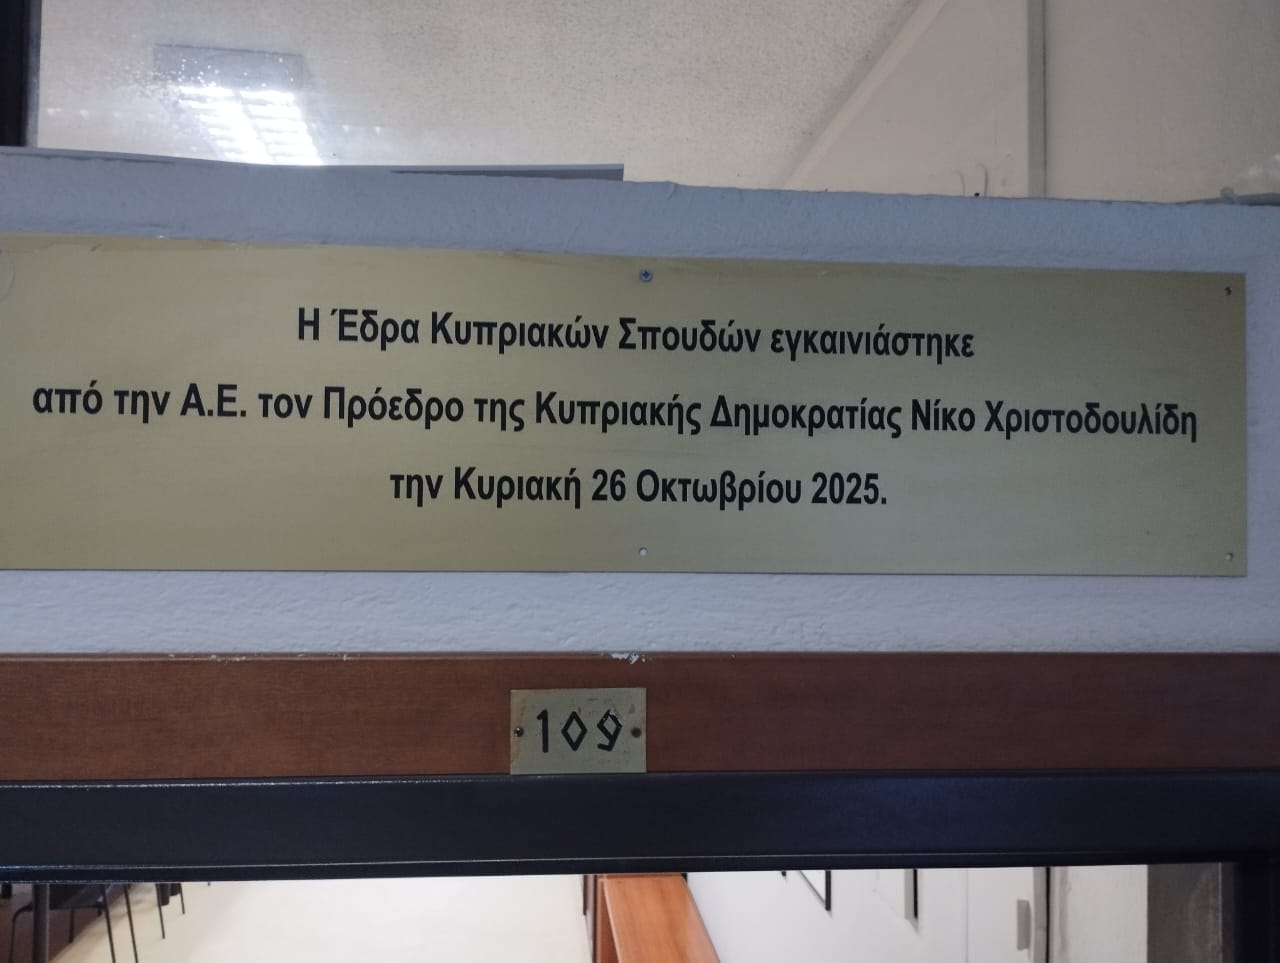 Η Έδρα Κυπριακών Σπουδών εγκαινιάστηκε
από την Α.Ε. τον Πρόεδρο της Κυπριακής Δημοκρατίας Νίκο Χριστοδουλίδη
την Κυριακή 26 Οκτωβρίου 2025.
109